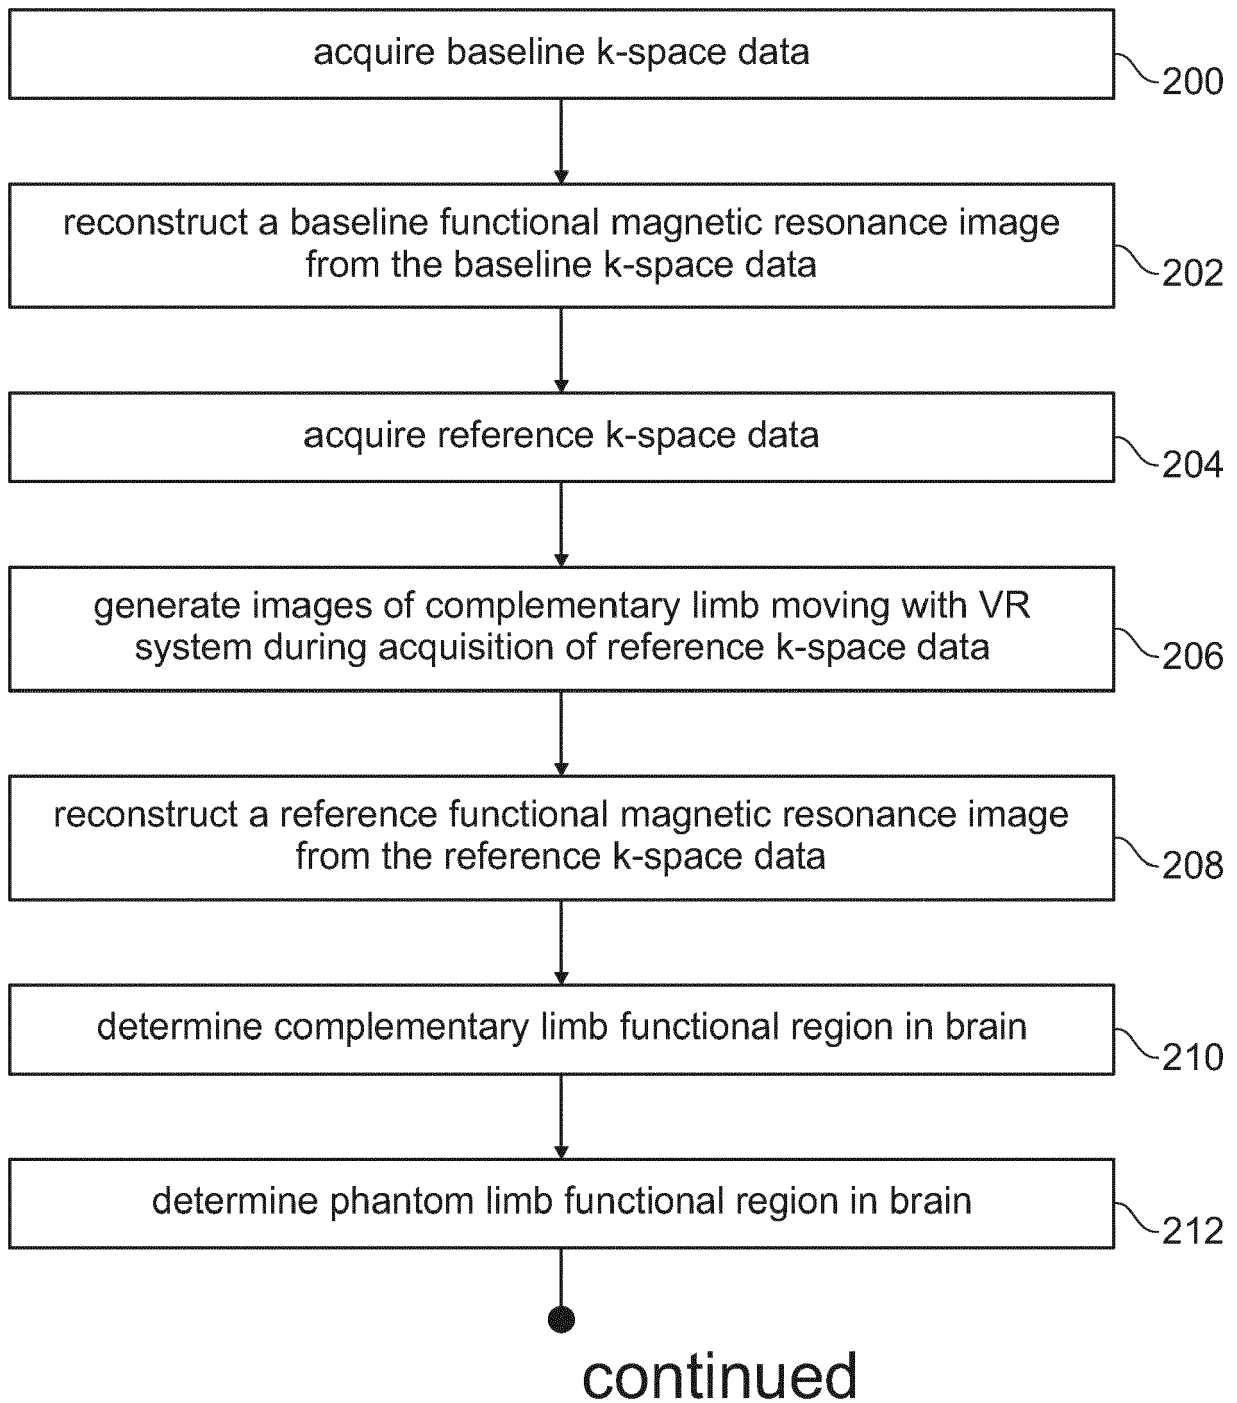 acquire baseline k-space data
200
reconstruct a baseline functional magnetic resonance image
from the baseline k-space data
202
acquire reference k-space data
204
generate images of complementary limb moving with VR
system during acquisition of reference k-space data
206
reconstruct a reference functional magnetic resonance image
from the reference k-space data
208
determine complementary limb functional region in brain
210
determine phantom limb functional region in brain
212
continued